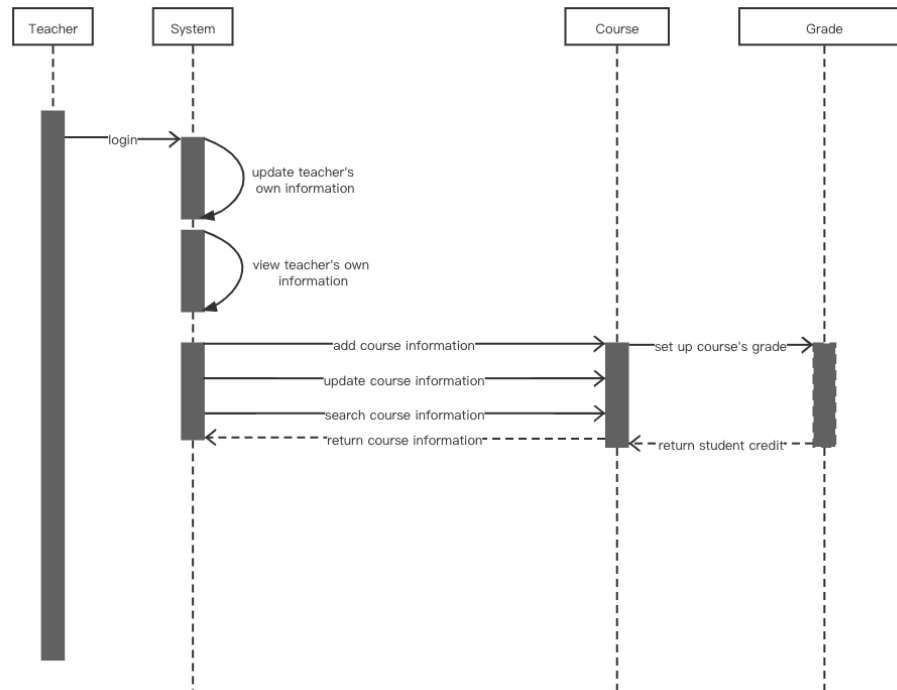 Teacher
System
Course
Grade
login
update teacher's
own information
view teacher's own
information
add course information
set up course's grade
update course information
search course information
return course information
return student credit